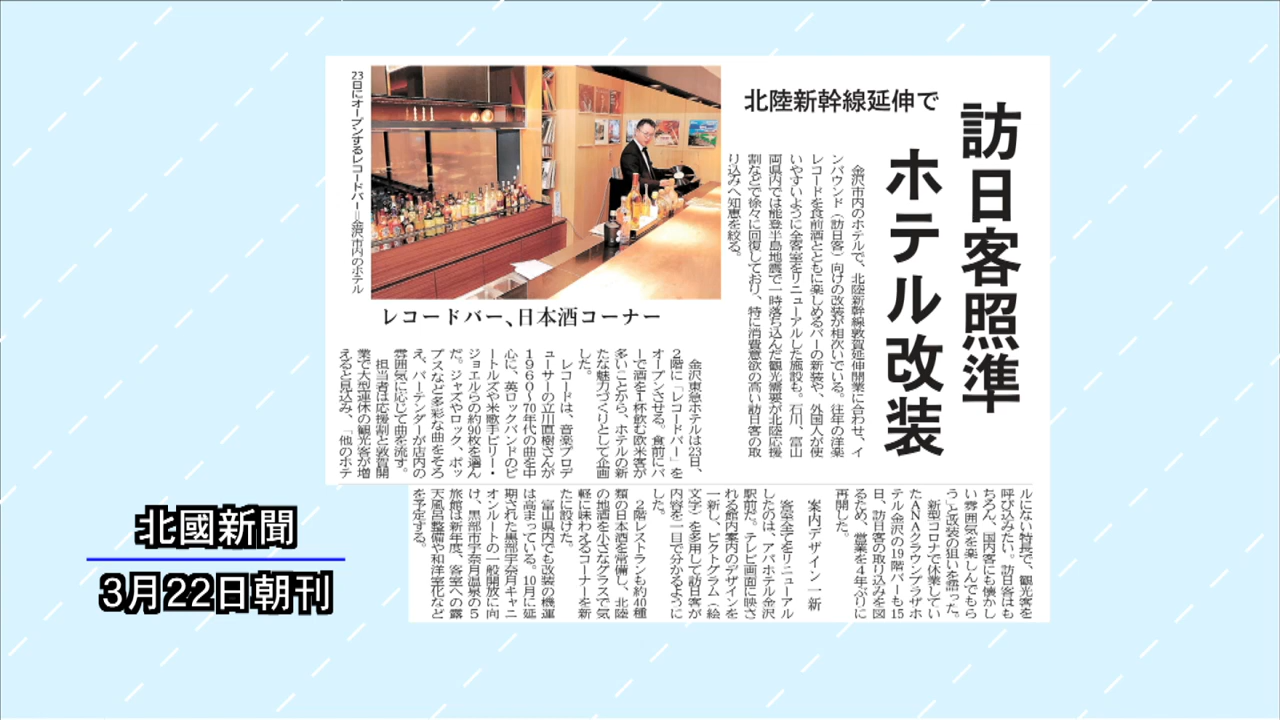 訪日客照準
ホテル改装
北陸新幹線延伸で
金沢市内のホテルで、北陸新幹線敦賀延伸開業に合わせ、イ
ンバウンド（訪日客）向けの改装が相次いでいる。往年の洋楽
レコードを食前酒とともに楽しめるバーの新装や、外国人が使
いやすいように全客室をリニューアルした施設も。石川、富山
両県内では能登半島地震で一時落ち込んだ観光需要が北陸応援
割などで徐々に回復しており、特に消費意欲の高い訪日客の取
り込みへ知恵を絞る。
23日にオープンするレコードバー＝金沢市内のホテル
レコードバー、日本酒コーナー
金沢東急ホテルは23日、
２階に「レコードバー」を
オープンさせる。食前にバ
ーで酒を１杯飲む欧米客が
多いことから、ホテルの新
たな魅力づくりとして企画
した。
レコードは、音楽プロデ
ューサーの立川直樹さんが
１９６０〜70年代の曲を中
心に、英ロックバンドのビ
ートルズや米歌手ビリー・
ジョエルらの約90枚を選ん
だ。ジャズやロック、ポッ
プスなど多彩な曲をそろ
え、バーテンダーが店内の
雰囲気に応じて曲を流す。
担当者は応援割と敦賀開
業で大型連休の観光客が増
えると見込み、「他のホテ
ルにない特長で、観光客を
呼び込みたい。訪日客はも
ちろん、国内客にも懐かし
い雰囲気を楽しんでもら
う」と改装の狙いを語った。
新型コロナで休業してい
たＡＮＡクラウンプラザホ
テル金沢の19階バーも15
日、訪日客の取り込みを図
るため、営業を４年ぶりに
再開した。
案内デザイン一新
客室全てをリニューアル
したのは、アパホテル金沢
駅前だ。テレビ画面に映さ
れる館内案内のデザインを
一新し、ピクトグラム（絵
文字）を多用して訪日客が
内容を一目で分かるように
した。
２階レストランも約40種
類の日本酒を常備し、北陸
の地酒を小さなグラスで気
軽に味わえるコーナーを新
たに設けた。
富山県内でも改装の機運
は高まっている。10月に延
期された黒部宇奈月キャニ
オンルートの一般開放に向
け、黒部市宇奈月温泉の５
旅館は新年度、客室への露
天風呂整備や和洋室化など
を予定する。
北國新聞
3月22日朝刊